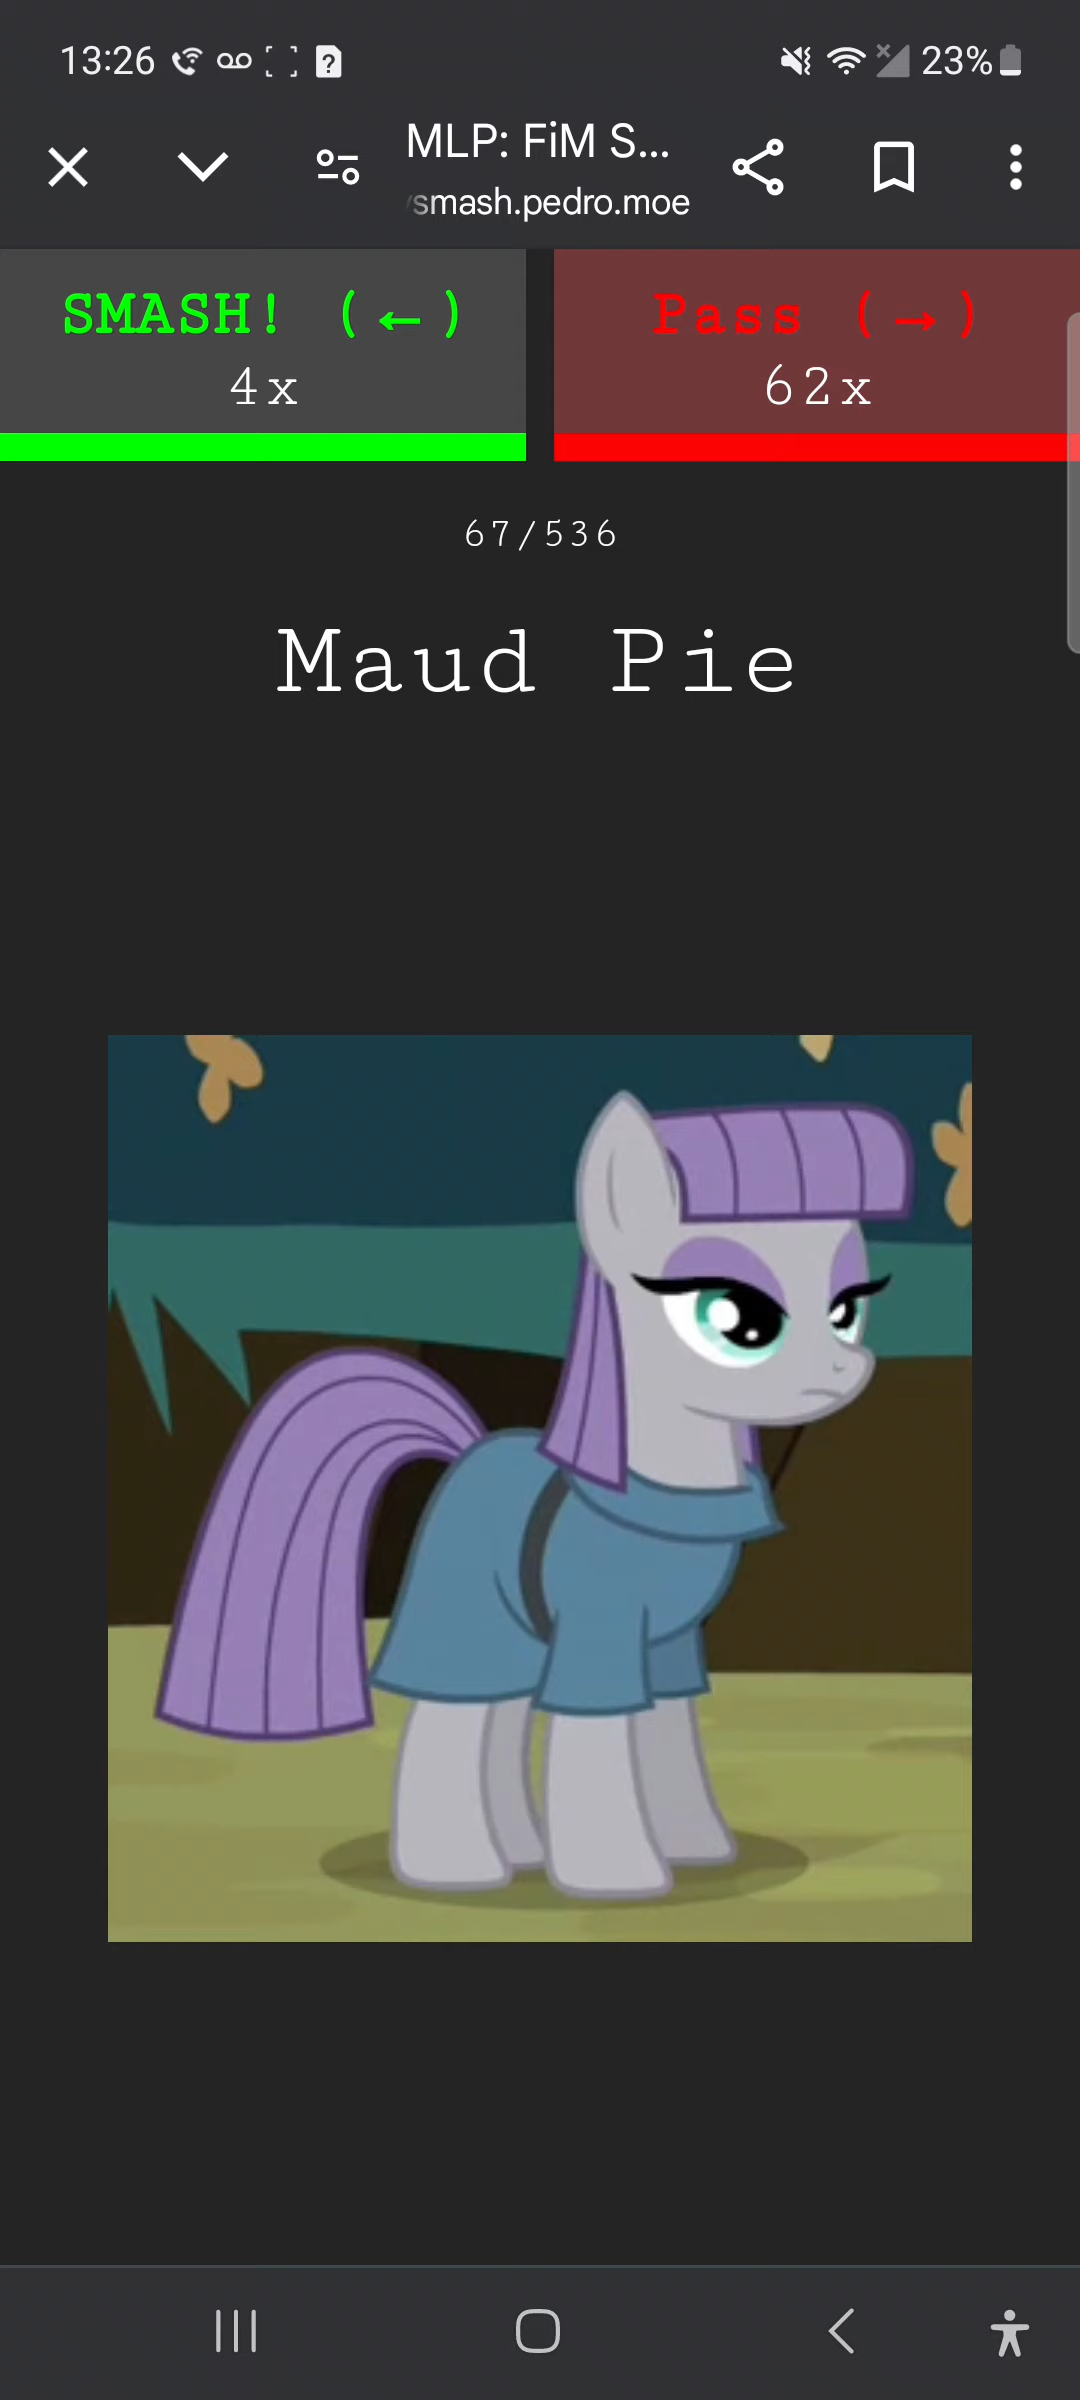 13:26
23%
MLP: FiM S...
smash.pedro.moe
SMASH! (←)
4x
Pass (→)
62x
67/536
Maud Pie